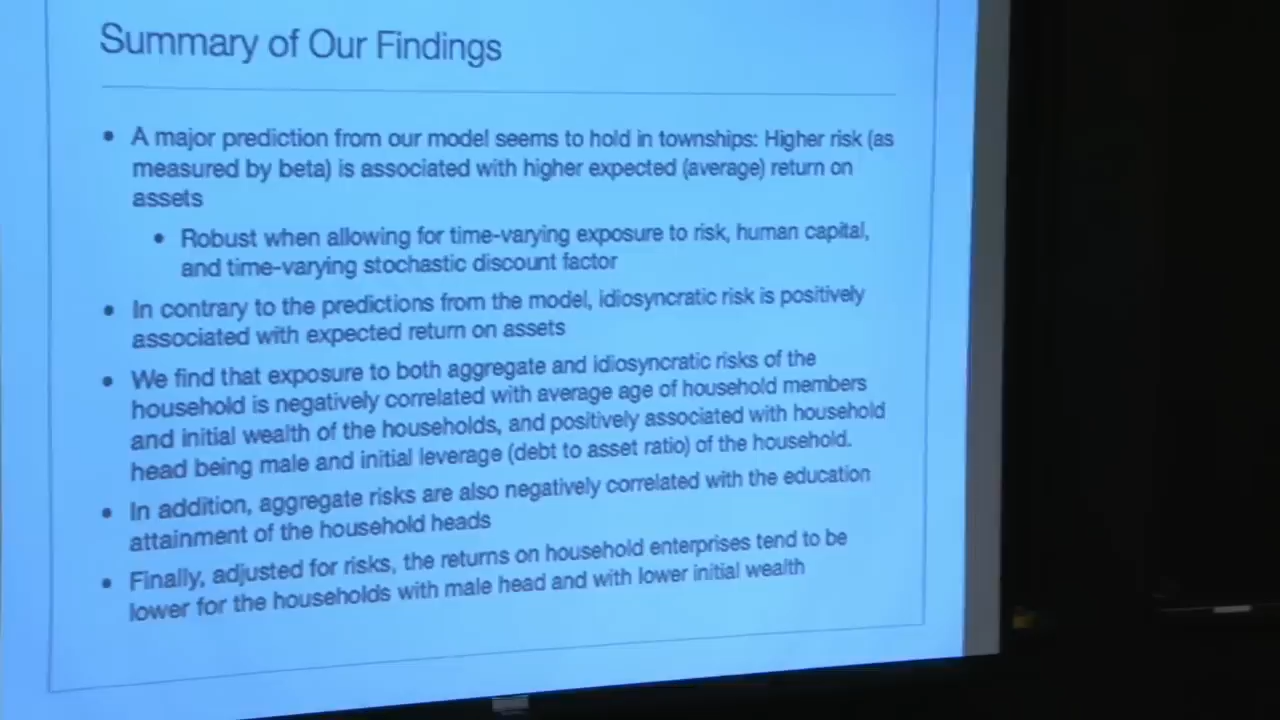 Summary of Our Findings
• A major prediction from our model seems to hold in townships: Higher risk (as
measured by beta) is associated with higher expected (average) return on
assets
• Robust when allowing for time-varying exposure to risk, human capital,
and time-varying stochastic discount factor
• In contrary to the predictions from the model, idiosyncratic risk is positively
associated with expected return on assets
• We find that exposure to both aggregate and idiosyncratic risks of the
household is negatively correlated with average age of household members
and initial wealth of the households, and positively associated with household
head being male and initial leverage (debt to asset ratio) of the household.
• In addition, aggregate risks are also negatively correlated with the education
attainment of the household heads
• Finally, adjusted for risks, the returns on household enterprises tend to be
lower for the households with male head and with lower initial wealth